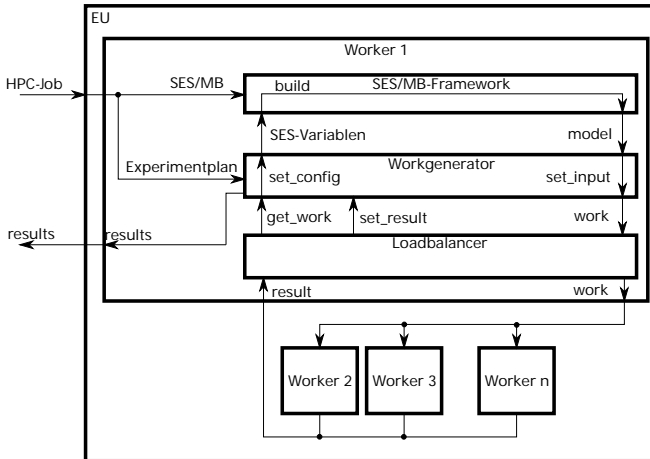 EU
Worker 1
HPC-Job
SES/MB
build
SES/MB-Framework
SES-Variablen
model
Experimentplan
Workgenerator
set_config
set_input
get_work
set_result
work
results
results
Loadbalancer
result
work
Worker 2
Worker 3
Worker n